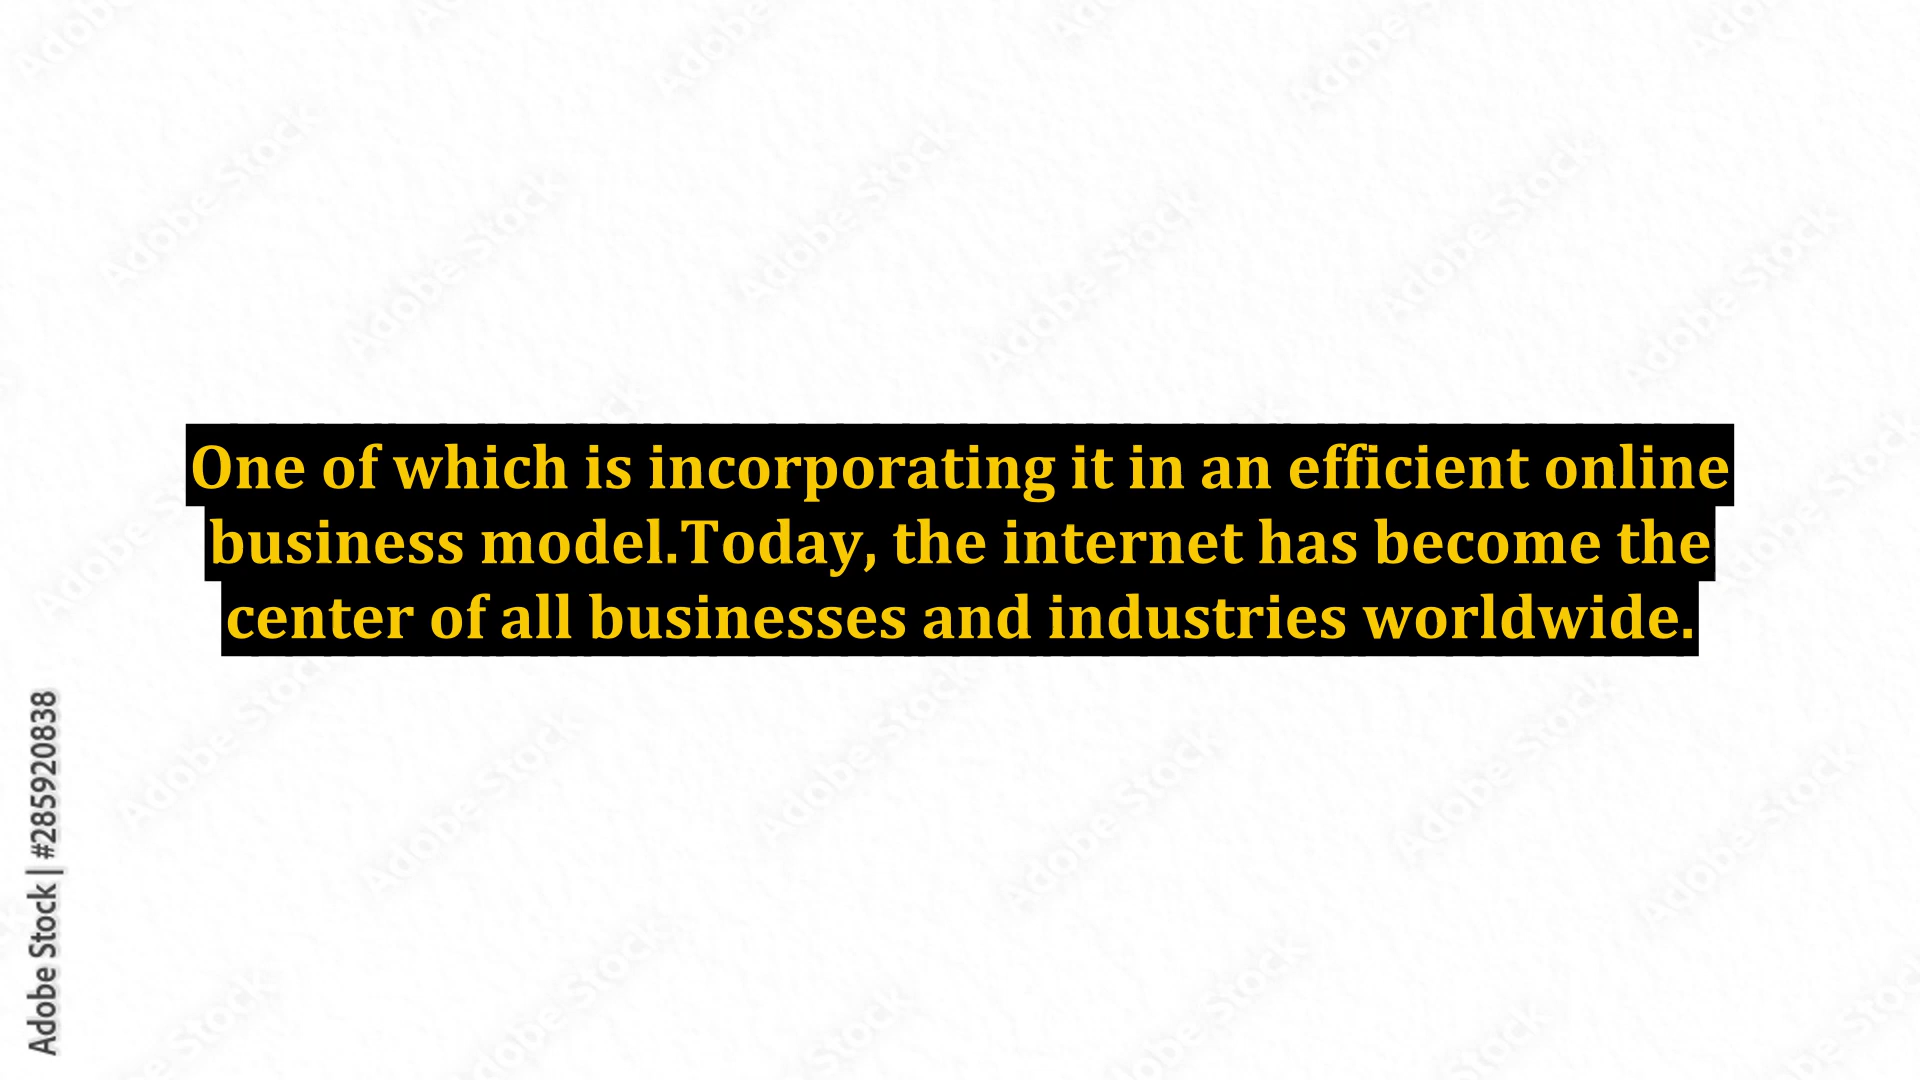 One of which is incorporating it in an efficient online
business model.Today, the internet has become the
center of all businesses and industries worldwide.
Adobe Stock | #285920838